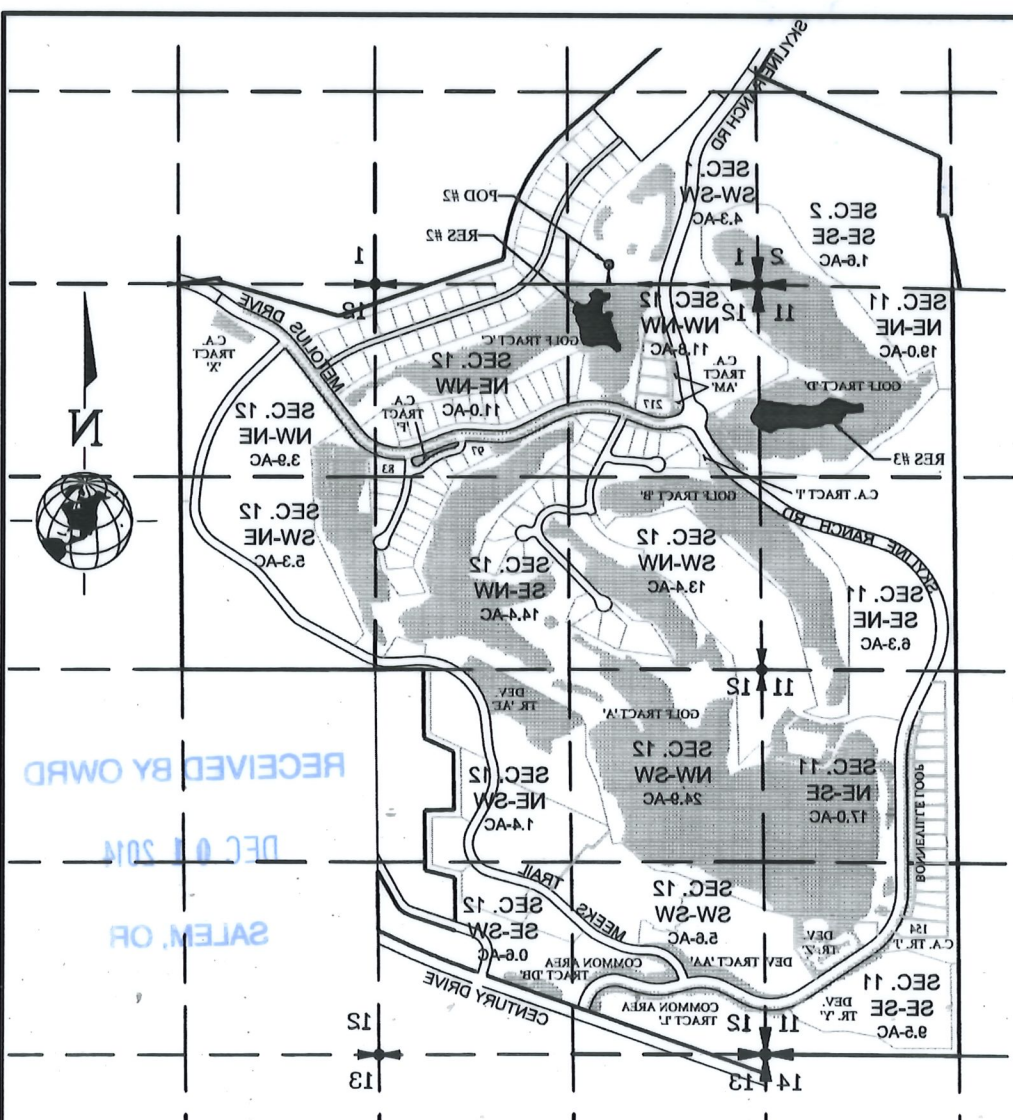 SKYLINE RANCH RD
POD #2
RES #2
SEC.
SW-SW
4.3-AC
SEC. 2
SE-SE
1.6-AC
1
12
1
2
12
11
METOLIUS DRIVE
C.A.
TRACT
'X'
GOLF TRACT 'C'
SEC. 12
NE-NW
11.0-AC
SEC. 12
NW-NW
11.8-AC
C.A.
TRACT
'AM'
SEC. 11
NE-NE
19.0-AC
GOLF TRACT 'D'
C.A.
TRACT
'F'
217
97
83
SEC. 12
NW-NE
3.9-AC
N
RES #3
C.A. TRACT 'I'
GOLF TRACT 'B'
SKYLINE RANCH RD
SEC. 12
SW-NE
5.3-AC
SEC. 12
SE-NW
14.4-AC
SEC. 12
SW-NW
13.4-AC
SEC. 11
SE-NE
6.3-AC
12
11
DEV.
TR. 'AE'
GOLF TRACT 'A'
RECEIVED BY OWRD
DEC 01 2014
SALEM, OR
SEC. 12
NE-SW
1.4-AC
SEC. 12
NW-SW
24.9-AC
SEC. 11
NE-SE
17.0-AC
BONNEVILLE LOOP
MEEKS TRAIL
SEC. 12
SE-SW
0.6-AC
SEC. 12
SW-SW
5.6-AC
DEV.
TR. 'Z'
154
C.A. TR. 'J'
COMMON AREA
TRACT 'DB'
DEV. TRACT 'AA'
CENTURY DRIVE
COMMON AREA
TRACT 'L'
DEV.
TR. 'Y'
SEC. 11
SE-SE
9.5-AC
12
13
12
11
13
14